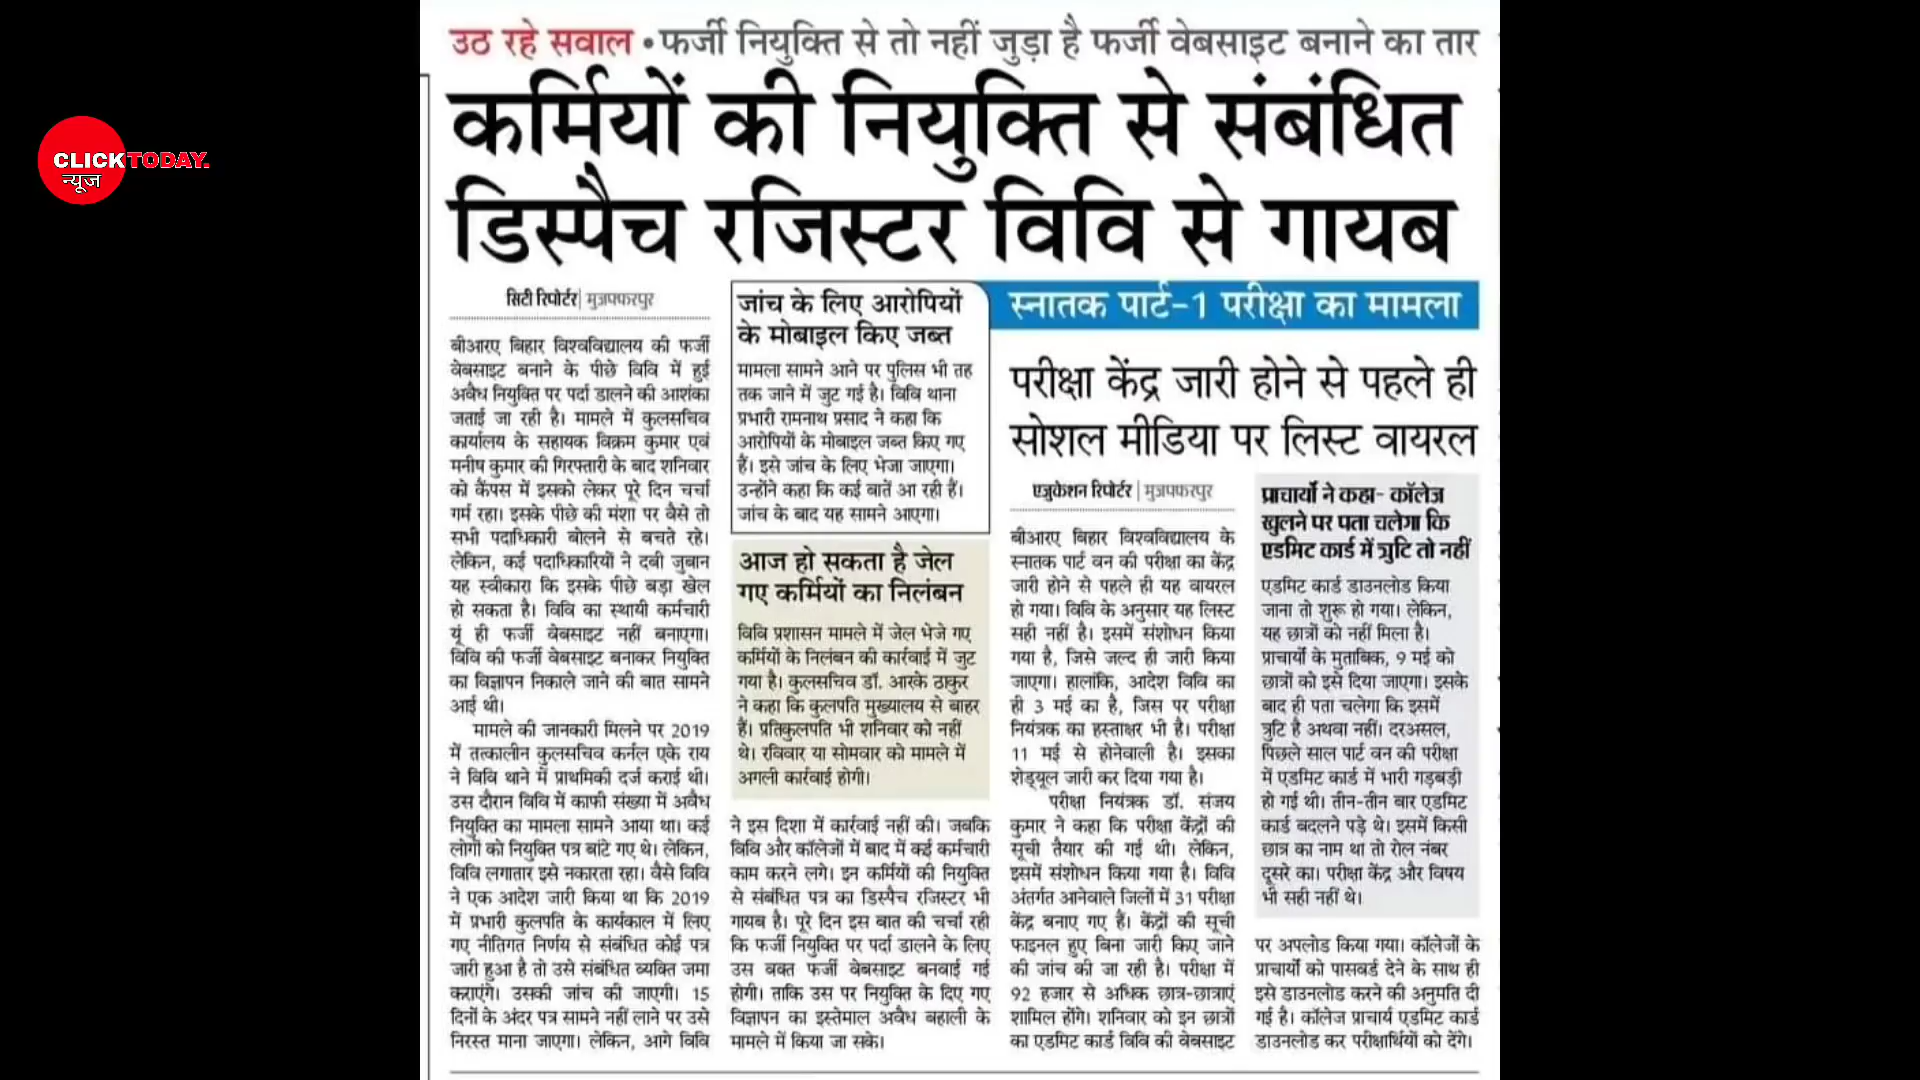 CLICKTODAY.
न्यूज
उठ रहे सवाल • फर्जी नियुक्ति से तो नहीं जुड़ा है फर्जी वेबसाइट बनाने का तार
कर्मियों की नियुक्ति से संबंधित
डिस्पैच रजिस्टर विवि से गायब
सिटी रिपोर्टर | मुजफ्फरपुर
बीआरए बिहार विश्वविद्यालय की फर्जी
वेबसाइट बनाने के पीछे विवि में हुई
अवैध नियुक्ति पर पर्दा डालने की आशंका
जताई जा रही है। मामले में कुलसचिव
कार्यालय के सहायक विक्रम कुमार एवं
मनीष कुमार की गिरफ्तारी के बाद शनिवार
को कैंपस में इसको लेकर पूरे दिन चर्चा
गर्म रहा। इसके पीछे की मंशा पर वैसे तो
सभी पदाधिकारी बोलने से बचते रहे।
लेकिन, कई पदाधिकारियों ने दबी जुबान
यह स्वीकारा कि इसके पीछे बड़ा खेल
हो सकता है। विवि का स्थायी कर्मचारी
यूं ही फर्जी वेबसाइट नहीं बनाएगा।
विवि की फर्जी वेबसाइट बनाकर नियुक्ति
का विज्ञापन निकाले जाने की बात सामने
आई थी।
मामले की जानकारी मिलने पर 2019
में तत्कालीन कुलसचिव कर्नल एके राय
ने विवि थाने में प्राथमिकी दर्ज कराई थी।
उस दौरान विवि में काफी संख्या में अवैध
नियुक्ति का मामला सामने आया था। कई
लोगों को नियुक्ति पत्र बांटे गए थे। लेकिन,
विवि लगातार इसे नकारता रहा। वैसे विवि
ने एक आदेश जारी किया था कि 2019
में प्रभारी कुलपति के कार्यकाल में लिए
गए नीतिगत निर्णय से संबंधित कोई पत्र
जारी हुआ है तो उसे संबंधित व्यक्ति जमा
कराएंगे। उसकी जांच की जाएगी। 15
दिनों के अंदर पत्र सामने नहीं लाने पर उसे
निरस्त माना जाएगा। लेकिन, आगे विवि
जांच के लिए आरोपियों
के मोबाइल किए जब्त
मामला सामने आने पर पुलिस भी तह
तक जाने में जुट गई है। विवि थाना
प्रभारी रामनाथ प्रसाद ने कहा कि
आरोपियों के मोबाइल जब्त किए गए
हैं। इसे जांच के लिए भेजा जाएगा।
उन्होंने कहा कि कई बातें आ रही हैं।
जांच के बाद यह सामने आएगा।
आज हो सकता है जेल
गए कर्मियों का निलंबन
विवि प्रशासन मामले में जेल भेजे गए
कर्मियों के निलंबन की कार्रवाई में जुट
गया है। कुलसचिव डॉ. आरके ठाकुर
ने कहा कि कुलपति मुख्यालय से बाहर
हैं। प्रतिकुलपति भी शनिवार को नहीं
थे। रविवार या सोमवार को मामले में
अगली कार्रवाई होगी।
ने इस दिशा में कार्रवाई नहीं की। जबकि
विवि और कॉलेजों में बाद में कई कर्मचारी
काम करने लगे। इन कर्मियों की नियुक्ति
से संबंधित पत्र का डिस्पैच रजिस्टर भी
गायब है। पूरे दिन इस बात की चर्चा रही
कि फर्जी नियुक्ति पर पर्दा डालने के लिए
उस वक्त फर्जी वेबसाइट बनवाई गई
होगी। ताकि उस पर नियुक्ति के दिए गए
विज्ञापन का इस्तेमाल अवैध बहाली के
मामले में किया जा सके।
स्नातक पार्ट-1 परीक्षा का मामला
परीक्षा केंद्र जारी होने से पहले ही
सोशल मीडिया पर लिस्ट वायरल
एजुकेशन रिपोर्टर | मुजफ्फरपुर
बीआरए बिहार विश्वविद्यालय के
स्नातक पार्ट वन की परीक्षा का केंद्र
जारी होने से पहले ही यह वायरल
हो गया। विवि के अनुसार यह लिस्ट
सही नहीं है। इसमें संशोधन किया
गया है, जिसे जल्द ही जारी किया
जाएगा। हालांकि, आदेश विवि का
ही 3 मई का है, जिस पर परीक्षा
नियंत्रक का हस्ताक्षर भी है। परीक्षा
11 मई से होनेवाली है। इसका
शेड्यूल जारी कर दिया गया है।
परीक्षा नियंत्रक डॉ. संजय
कुमार ने कहा कि परीक्षा केंद्रों की
सूची तैयार की गई थी। लेकिन,
इसमें संशोधन किया गया है। विवि
अंतर्गत आनेवाले जिलों में 31 परीक्षा
केंद्र बनाए गए हैं। केंद्रों की सूची
फाइनल हुए बिना जारी किए जाने
की जांच की जा रही है। परीक्षा में
92 हजार से अधिक छात्र-छात्राएं
शामिल होंगे। शनिवार को इन छात्रों
का एडमिट कार्ड विवि की वेबसाइट
प्राचार्यों ने कहा- कॉलेज
खुलने पर पता चलेगा कि
एडमिट कार्ड में त्रुटि तो नहीं
एडमिट कार्ड डाउनलोड किया
जाना तो शुरू हो गया। लेकिन,
यह छात्रों को नहीं मिला है।
प्राचार्यों के मुताबिक, 9 मई को
छात्रों को इसे दिया जाएगा। इसके
बाद ही पता चलेगा कि इसमें
त्रुटि है अथवा नहीं। दरअसल,
पिछले साल पार्ट वन की परीक्षा
में एडमिट कार्ड में भारी गड़बड़ी
हो गई थी। तीन-तीन बार एडमिट
कार्ड बदलने पड़े थे। इसमें किसी
छात्र का नाम था तो रोल नंबर
दूसरे का। परीक्षा केंद्र और विषय
भी सही नहीं थे।
पर अपलोड किया गया। कॉलेजों के
प्राचार्यों को पासवर्ड देने के साथ ही
इसे डाउनलोड करने की अनुमति दी
गई है। कॉलेज प्राचार्य एडमिट कार्ड
डाउनलोड कर परीक्षार्थियों को देंगे।